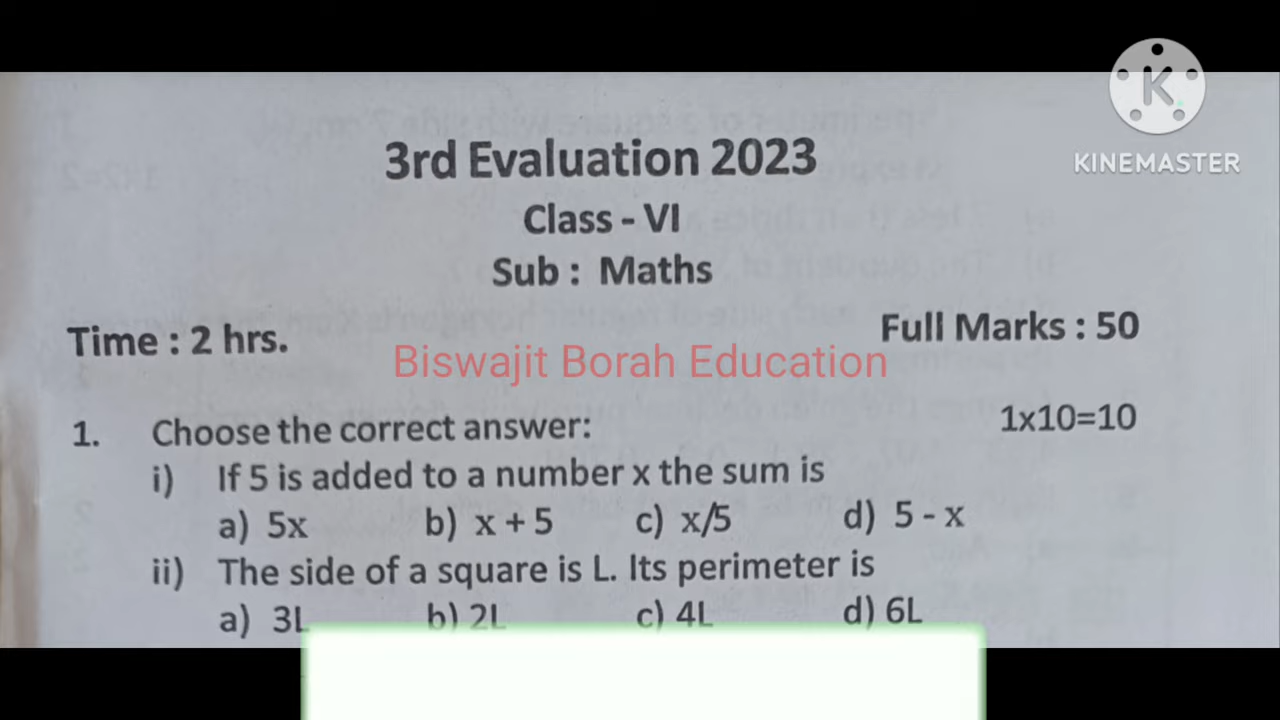 KINEMASTER
3rd Evaluation 2023
Class - VI
Sub : Maths
Time : 2 hrs. Full Marks : 50
Biswajit Borah Education
1. Choose the correct answer: 1x10=10
i) If 5 is added to a number x the sum is
a) 5x b) x + 5 c) x/5 d) 5 - x
ii) The side of a square is L. Its perimeter is
a) 3L b) 2L c) 4L d) 6L